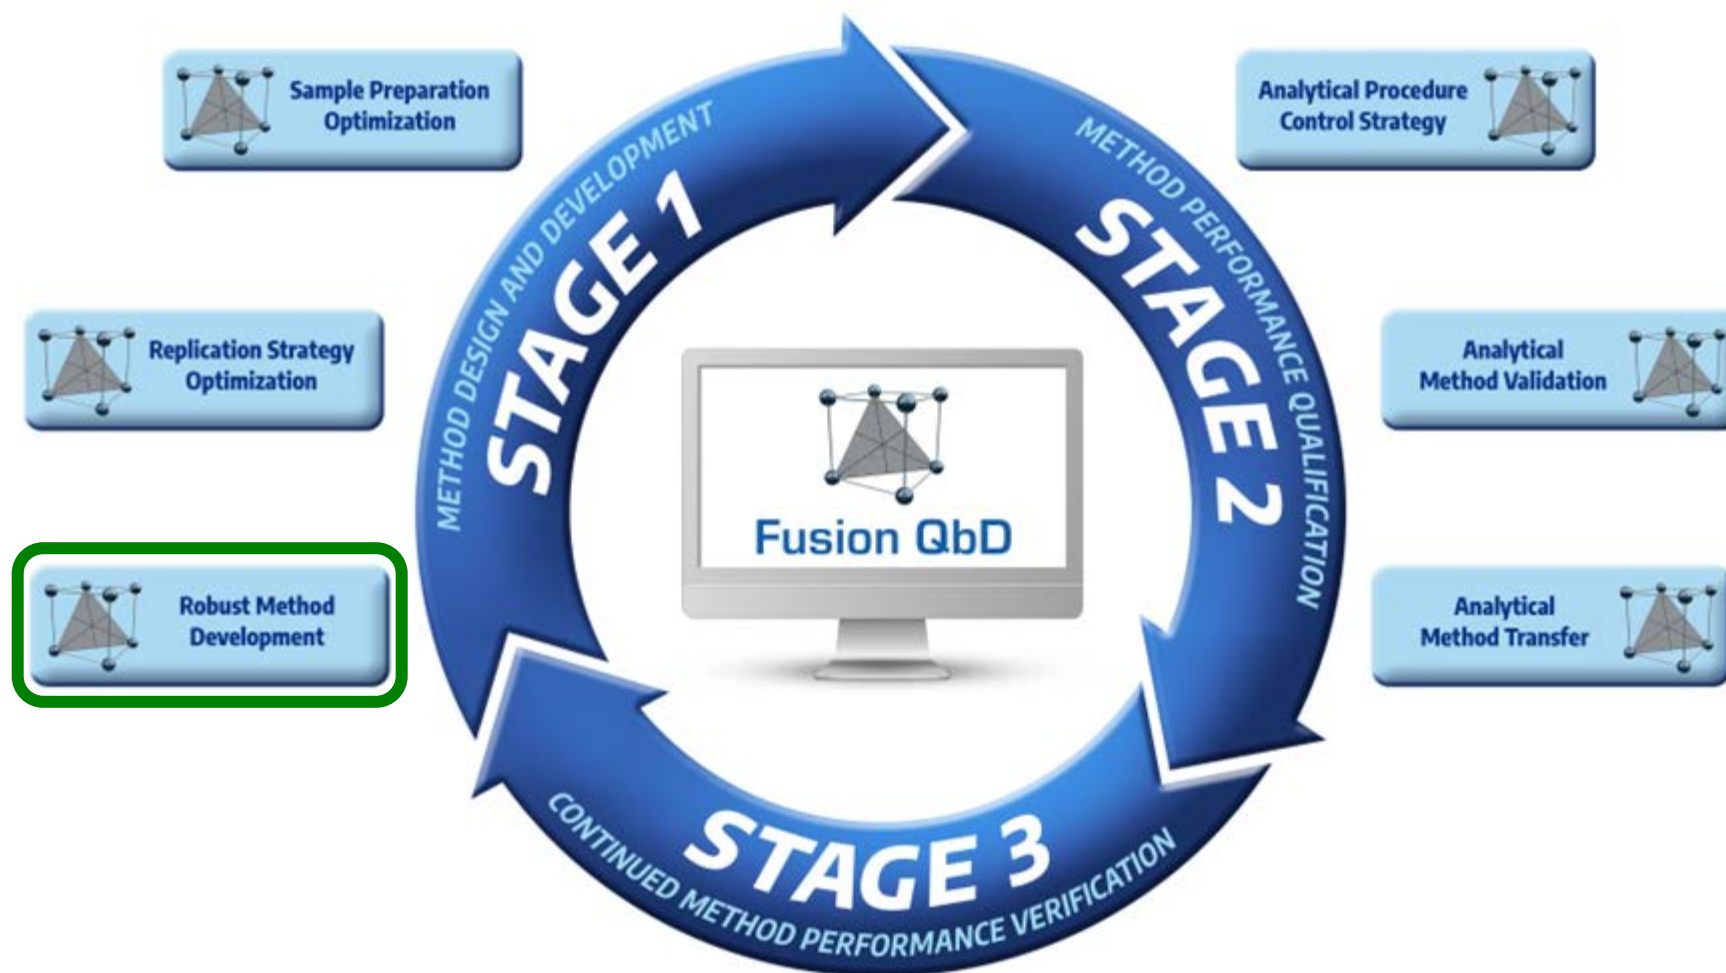 Sample Preparation
Optimization
Replication Strategy
Optimization
Robust Method
Development
METHOD DESIGN AND DEVELOPMENT
STAGE 1
METHOD PERFORMANCE QUALIFICATION
STAGE 2
Fusion QbD
STAGE 3
CONTINUED METHOD PERFORMANCE VERIFICATION
Analytical Procedure
Control Strategy
Analytical
Method Validation
Analytical
Method Transfer